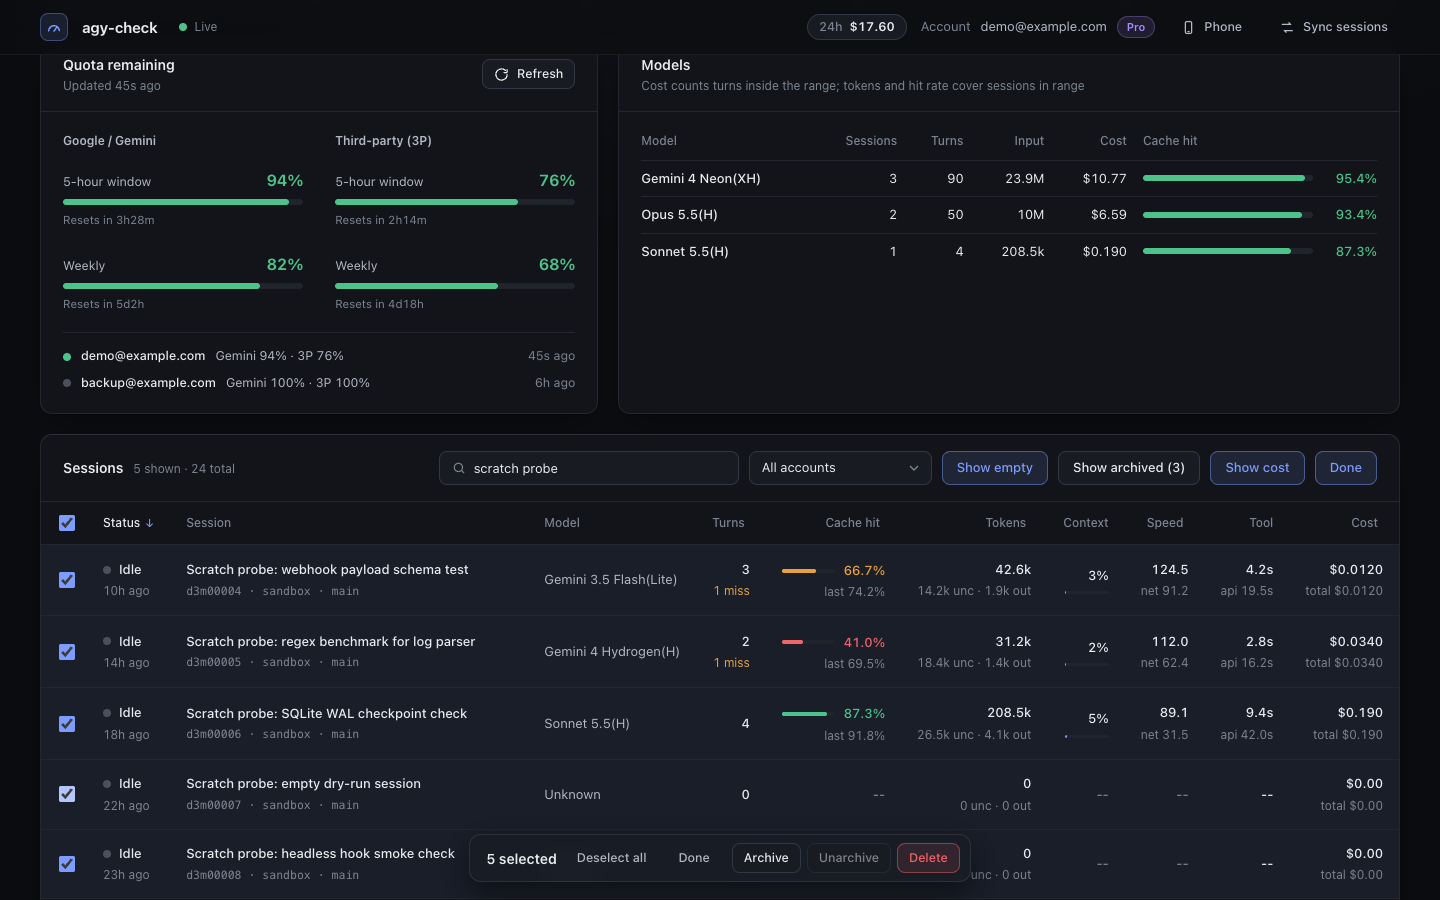 agy-check Live 24h $17.60 Account demo@example.com Pro Phone Sync sessions
Quota remaining
Updated 45s ago
Refresh
Google / Gemini Third-party (3P)
5-hour window 94% 5-hour window 76%
Resets in 3h28m Resets in 2h14m
Weekly 82% Weekly 68%
Resets in 5d2h Resets in 4d18h
demo@example.com Gemini 94% · 3P 76% 45s ago
backup@example.com Gemini 100% · 3P 100% 6h ago
Models
Cost counts turns inside the range; tokens and hit rate cover sessions in range
Model Sessions Turns Input Cost Cache hit
Gemini 4 Neon(XH) 3 90 23.9M $10.77 95.4%
Opus 5.5(H) 2 50 10M $6.59 93.4%
Sonnet 5.5(H) 1 4 208.5k $0.190 87.3%
Sessions 5 shown · 24 total scratch probe All accounts Show empty Show archived (3) Show cost Done
Status ↓ Session Model Turns Cache hit Tokens Context Speed Tool Cost
Idle Scratch probe: webhook payload schema test Gemini 3.5 Flash(Lite) 3 66.7% 42.6k 3% 124.5 4.2s $0.0120
10h ago d3m00004 · sandbox · main 1 miss last 74.2% 14.2k unc · 1.9k out net 91.2 api 19.5s total $0.0120
Idle Scratch probe: regex benchmark for log parser Gemini 4 Hydrogen(H) 2 41.0% 31.2k 2% 112.0 2.8s $0.0340
14h ago d3m00005 · sandbox · main 1 miss last 69.5% 18.4k unc · 1.4k out net 62.4 api 16.2s total $0.0340
Idle Scratch probe: SQLite WAL checkpoint check Sonnet 5.5(H) 4 87.3% 208.5k 5% 89.1 9.4s $0.190
18h ago d3m00006 · sandbox · main last 91.8% 26.5k unc · 4.1k out net 31.5 api 42.0s total $0.190
Idle Scratch probe: empty dry-run session Unknown 0 -- 0 -- -- -- $0.00
22h ago d3m00007 · sandbox · main 0 unc · 0 out total $0.00
Idle Scratch probe: headless hook smoke check 0 -- -- -- $0.00
23h ago d3m00008 · sandbox · main unc · 0 out total $0.00
5 selected Deselect all Done Archive Unarchive Delete